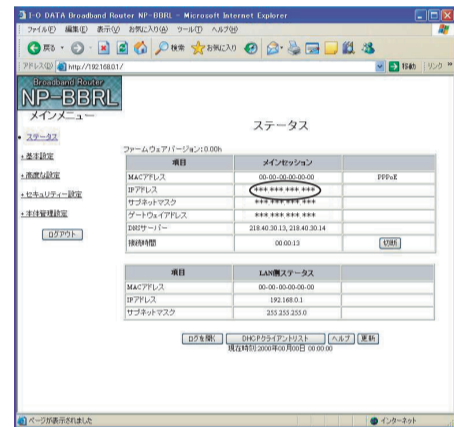 I-O DATA Broadband Router NP-BBRL - Microsoft Internet Explorer
ファイル(F) 編集(E) 表示(V) お気に入り(A) ツール(T) ヘルプ(H)
戻る 検索 お気に入り
アドレス(D) http://192.168.0.1/ 移動 リンク
Broadband Router
NP-BBRL
メインメニュー
ステータス
基本設定
高度な設定
セキュリティー設定
本体管理設定
ログアウト
ステータス
ファームウェアバージョン:0.00h
項目 メインセッション
MACアドレス 00-00-00-00-00-00 PPPoE
IPアドレス ***.***.***.***
サブネットマスク ***.***.***.***
ゲートウェイアドレス ***.***.***.***
DNSサーバー 218.40.30.13, 218.40.30.14
接続時間 00:00:13 切断
項目 LAN側ステータス
MACアドレス 00-00-00-00-00-00
IPアドレス 192.168.0.1
サブネットマスク 255.255.255.0
ログを開く DHCPクライアントリスト ヘルプ 更新
現在時刻:2000年00月00日 00:00:00
ページが表示されました インターネット